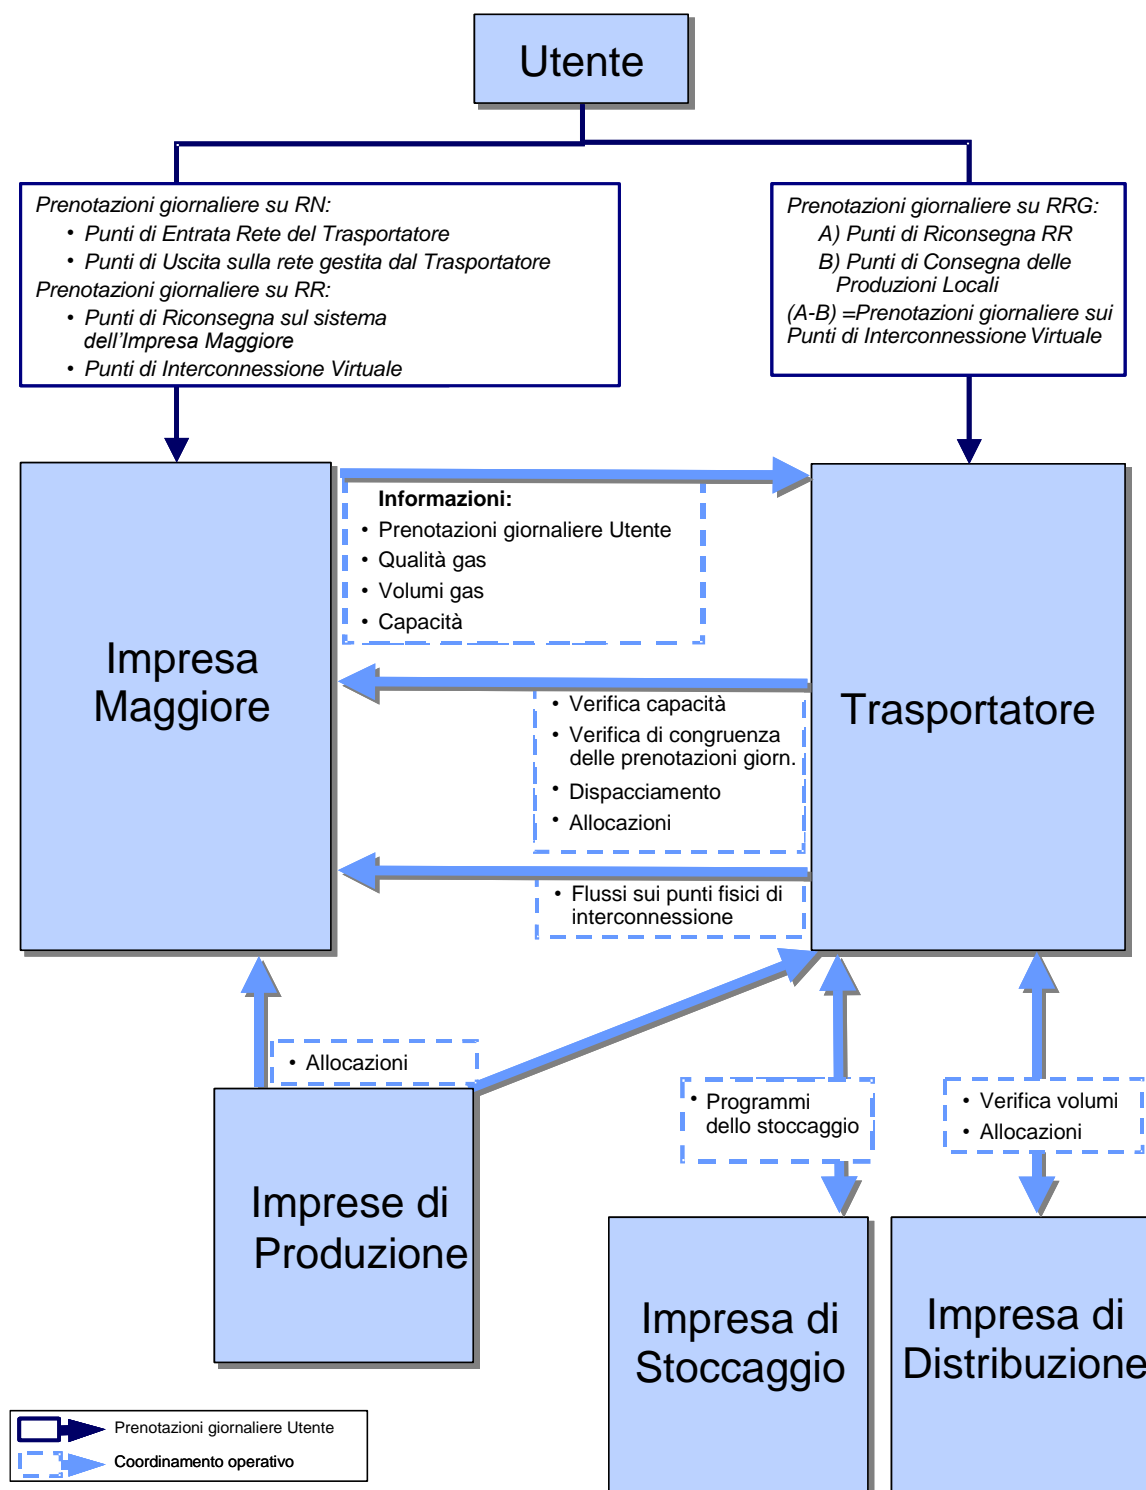 Utente
Prenotazioni giornaliere su RN:
• Punti di Entrata Rete del Trasportatore
• Punti di Uscita sulla rete gestita dal Trasportatore
Prenotazioni giornaliere su RR:
• Punti di Riconsegna sul sistema
dell'Impresa Maggiore
• Punti di Interconnessione Virtuale
Prenotazioni giornaliere su RRG:
A) Punti di Riconsegna RR
B) Punti di Consegna delle
Produzioni Locali
(A-B) =Prenotazioni giornaliere sui
Punti di Interconnessione Virtuale
Informazioni:
• Prenotazioni giornaliere Utente
• Qualità gas
• Volumi gas
• Capacità
Impresa
Maggiore
Trasportatore
• Verifica capacità
• Verifica di congruenza
delle prenotazioni giorn.
• Dispacciamento
• Allocazioni
• Flussi sui punti fisici di
interconnessione
• Allocazioni
• Programmi
dello stoccaggio
• Verifica volumi
• Allocazioni
Imprese di
Produzione
Impresa di
Stoccaggio
Impresa di
Distribuzione
Prenotazioni giornaliere Utente
Coordinamento operativo